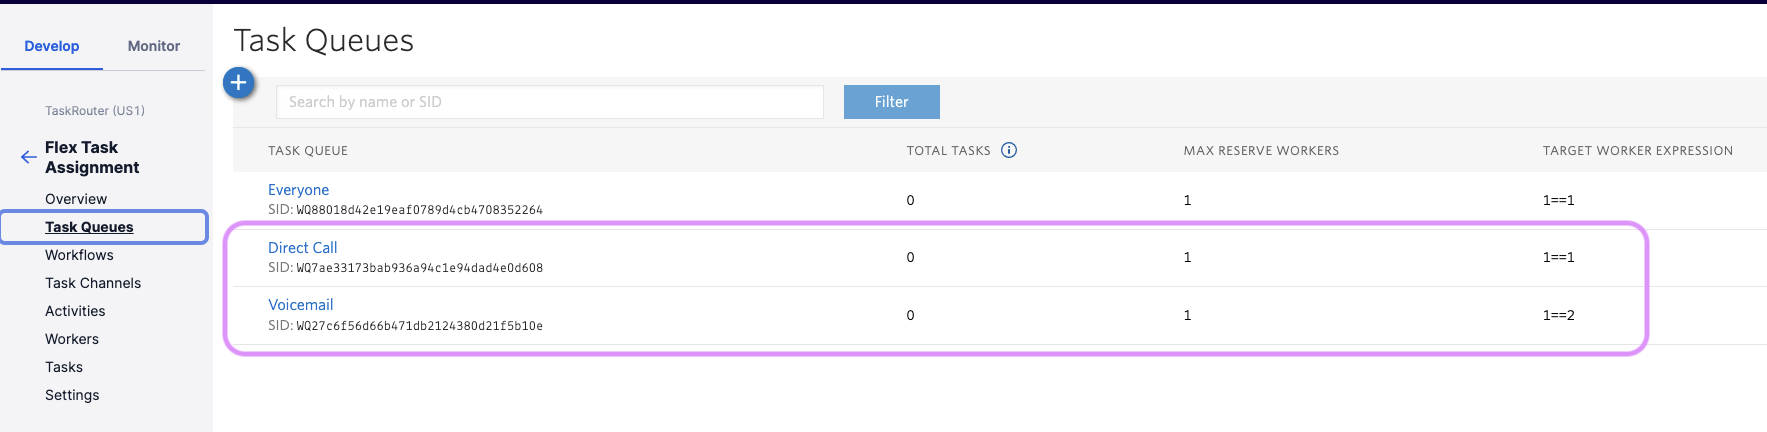 Develop
Monitor
TaskRouter (US1)
Flex Task
Assignment
Overview
Task Queues
Workflows
Task Channels
Activities
Workers
Tasks
Settings
Task Queues
+
Search by name or SID
Filter
TASK QUEUE
TOTAL TASKS
MAX RESERVE WORKERS
TARGET WORKER EXPRESSION
Everyone
SID: WQ88018d42e19eaf0789d4cb4708352264
0
1
1==1
Direct Call
SID: WQ7ae33173bab936a94c1e94dad4e0d608
0
1
1==1
Voicemail
SID: WQ27c6f56d66b471db2124380d21f5b10e
0
1
1==2